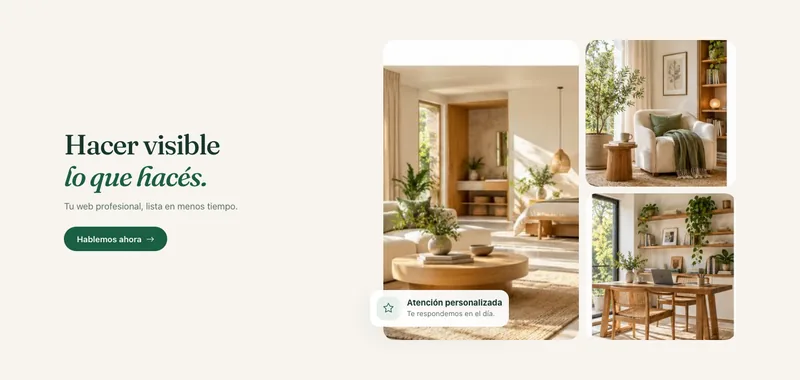 Hacer visible
lo que hacés.
Tu web profesional, lista en menos tiempo.
Hablemos ahora →
Atención personalizada
Te respondemos en el día.